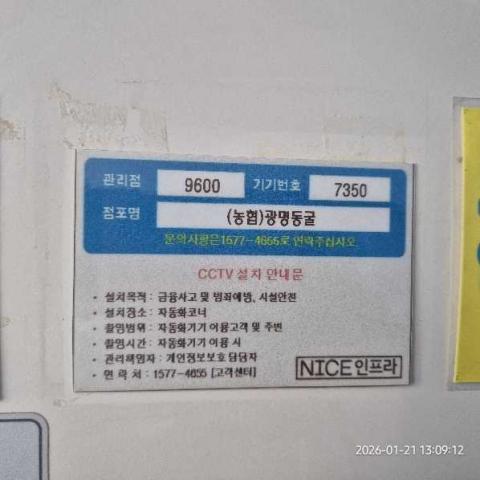 관리점 9600 기기번호 7350
점포명 (농협)광명동굴
문의사항은1577-4655로 연락주십시오
CCTV 설치 안내문
• 설치목적 : 금융사고 및 범죄예방, 시설안전
• 설치장소 : 자동화코너
• 촬영범위 : 자동화기기 이용고객 및 주변
• 촬영시간 : 자동화기기 이용 시
• 관리책임자 : 개인정보보호 담당자
• 연 락 처 : 1577-4655 [고객센터]
NICE인프라
2026-01-21 13:09:12